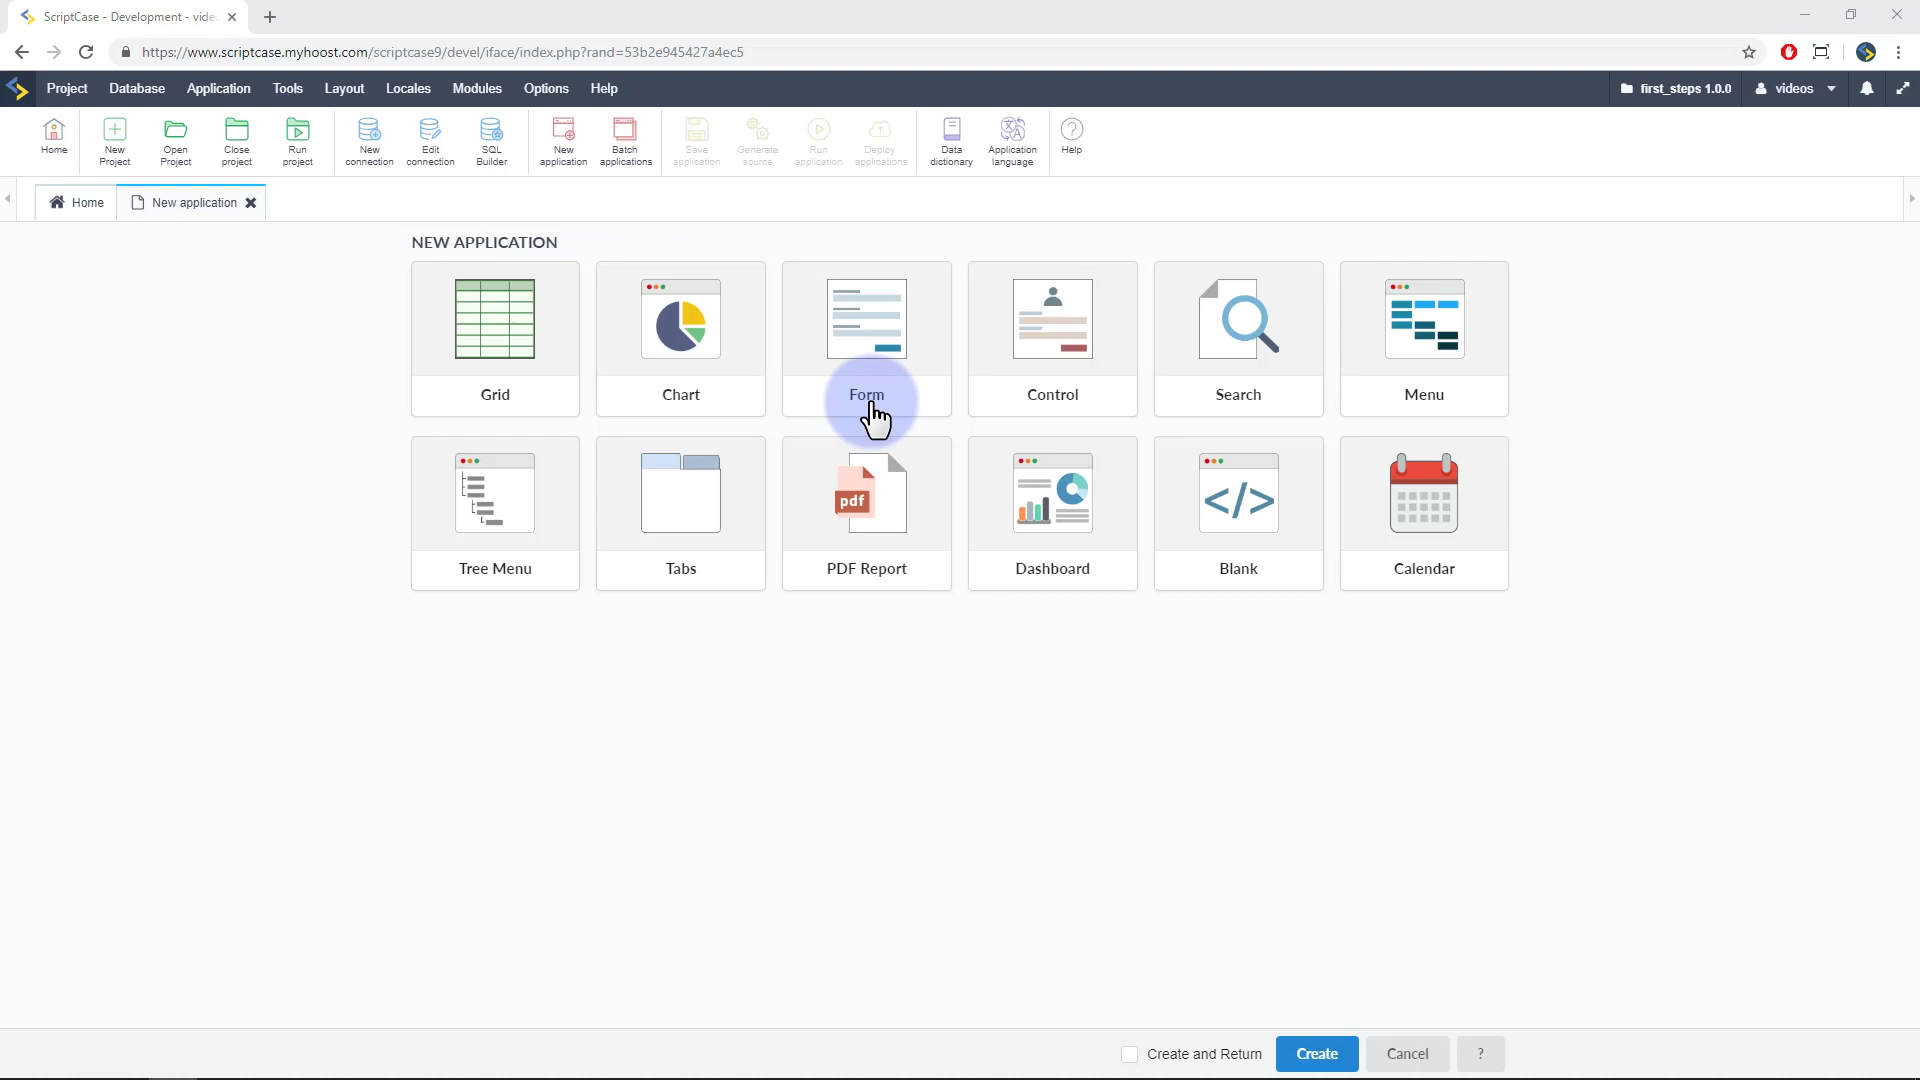 ScriptCase - Development - vide
https://www.scriptcase.myhoost.com/scriptcase9/devel/iface/index.php?rand=53b2e945427a4ec5
Project Database Application Tools Layout Locales Modules Options Help
first_steps 1.0.0
videos
Home
New Project
Open Project
Close project
Run project
New connection
Edit connection
SQL Builder
New application
Batch applications
Save application
Generate source
Run application
Deploy applications
Data dictionary
Application language
Help
Home
New application
NEW APPLICATION
Grid
Chart
Form
Control
Search
Menu
Tree Menu
Tabs
pdf
PDF Report
Dashboard
</>
Blank
Calendar
Create and Return
Create
Cancel
?